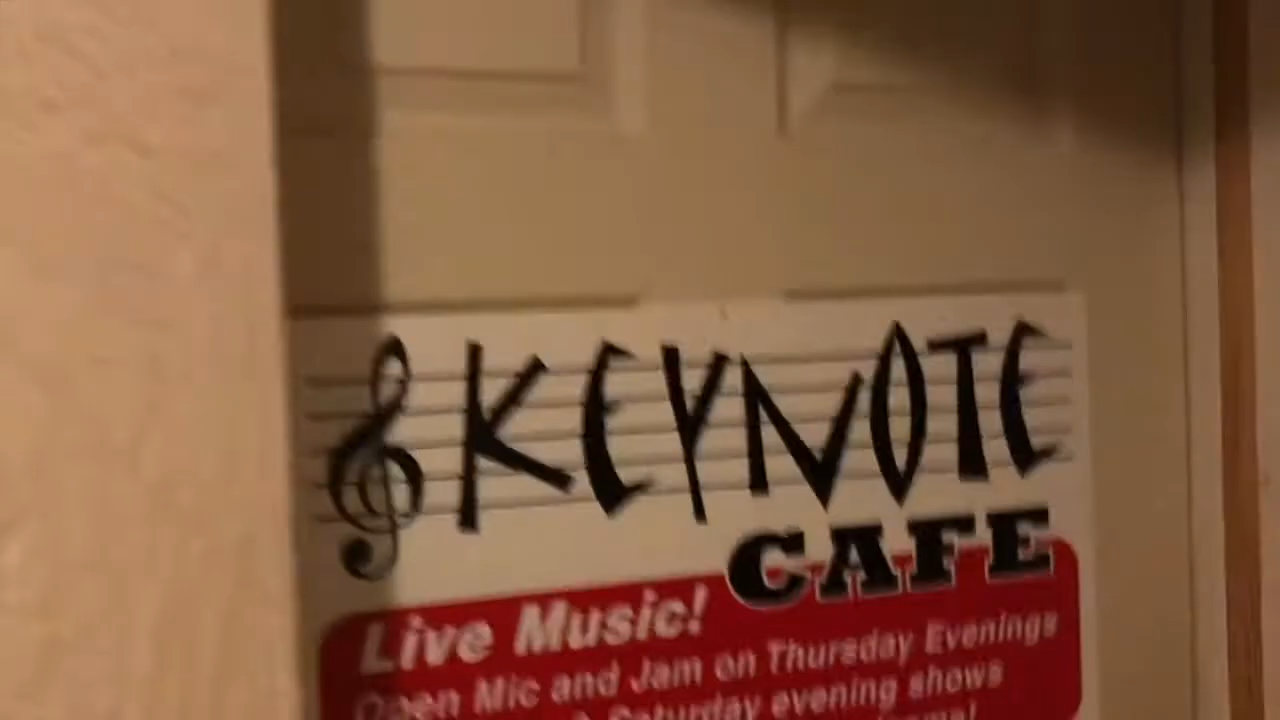 KEYNOTE
CAFE
Live Music!
Open Mic and Jam on Thursday Evenings
Saturday evening shows